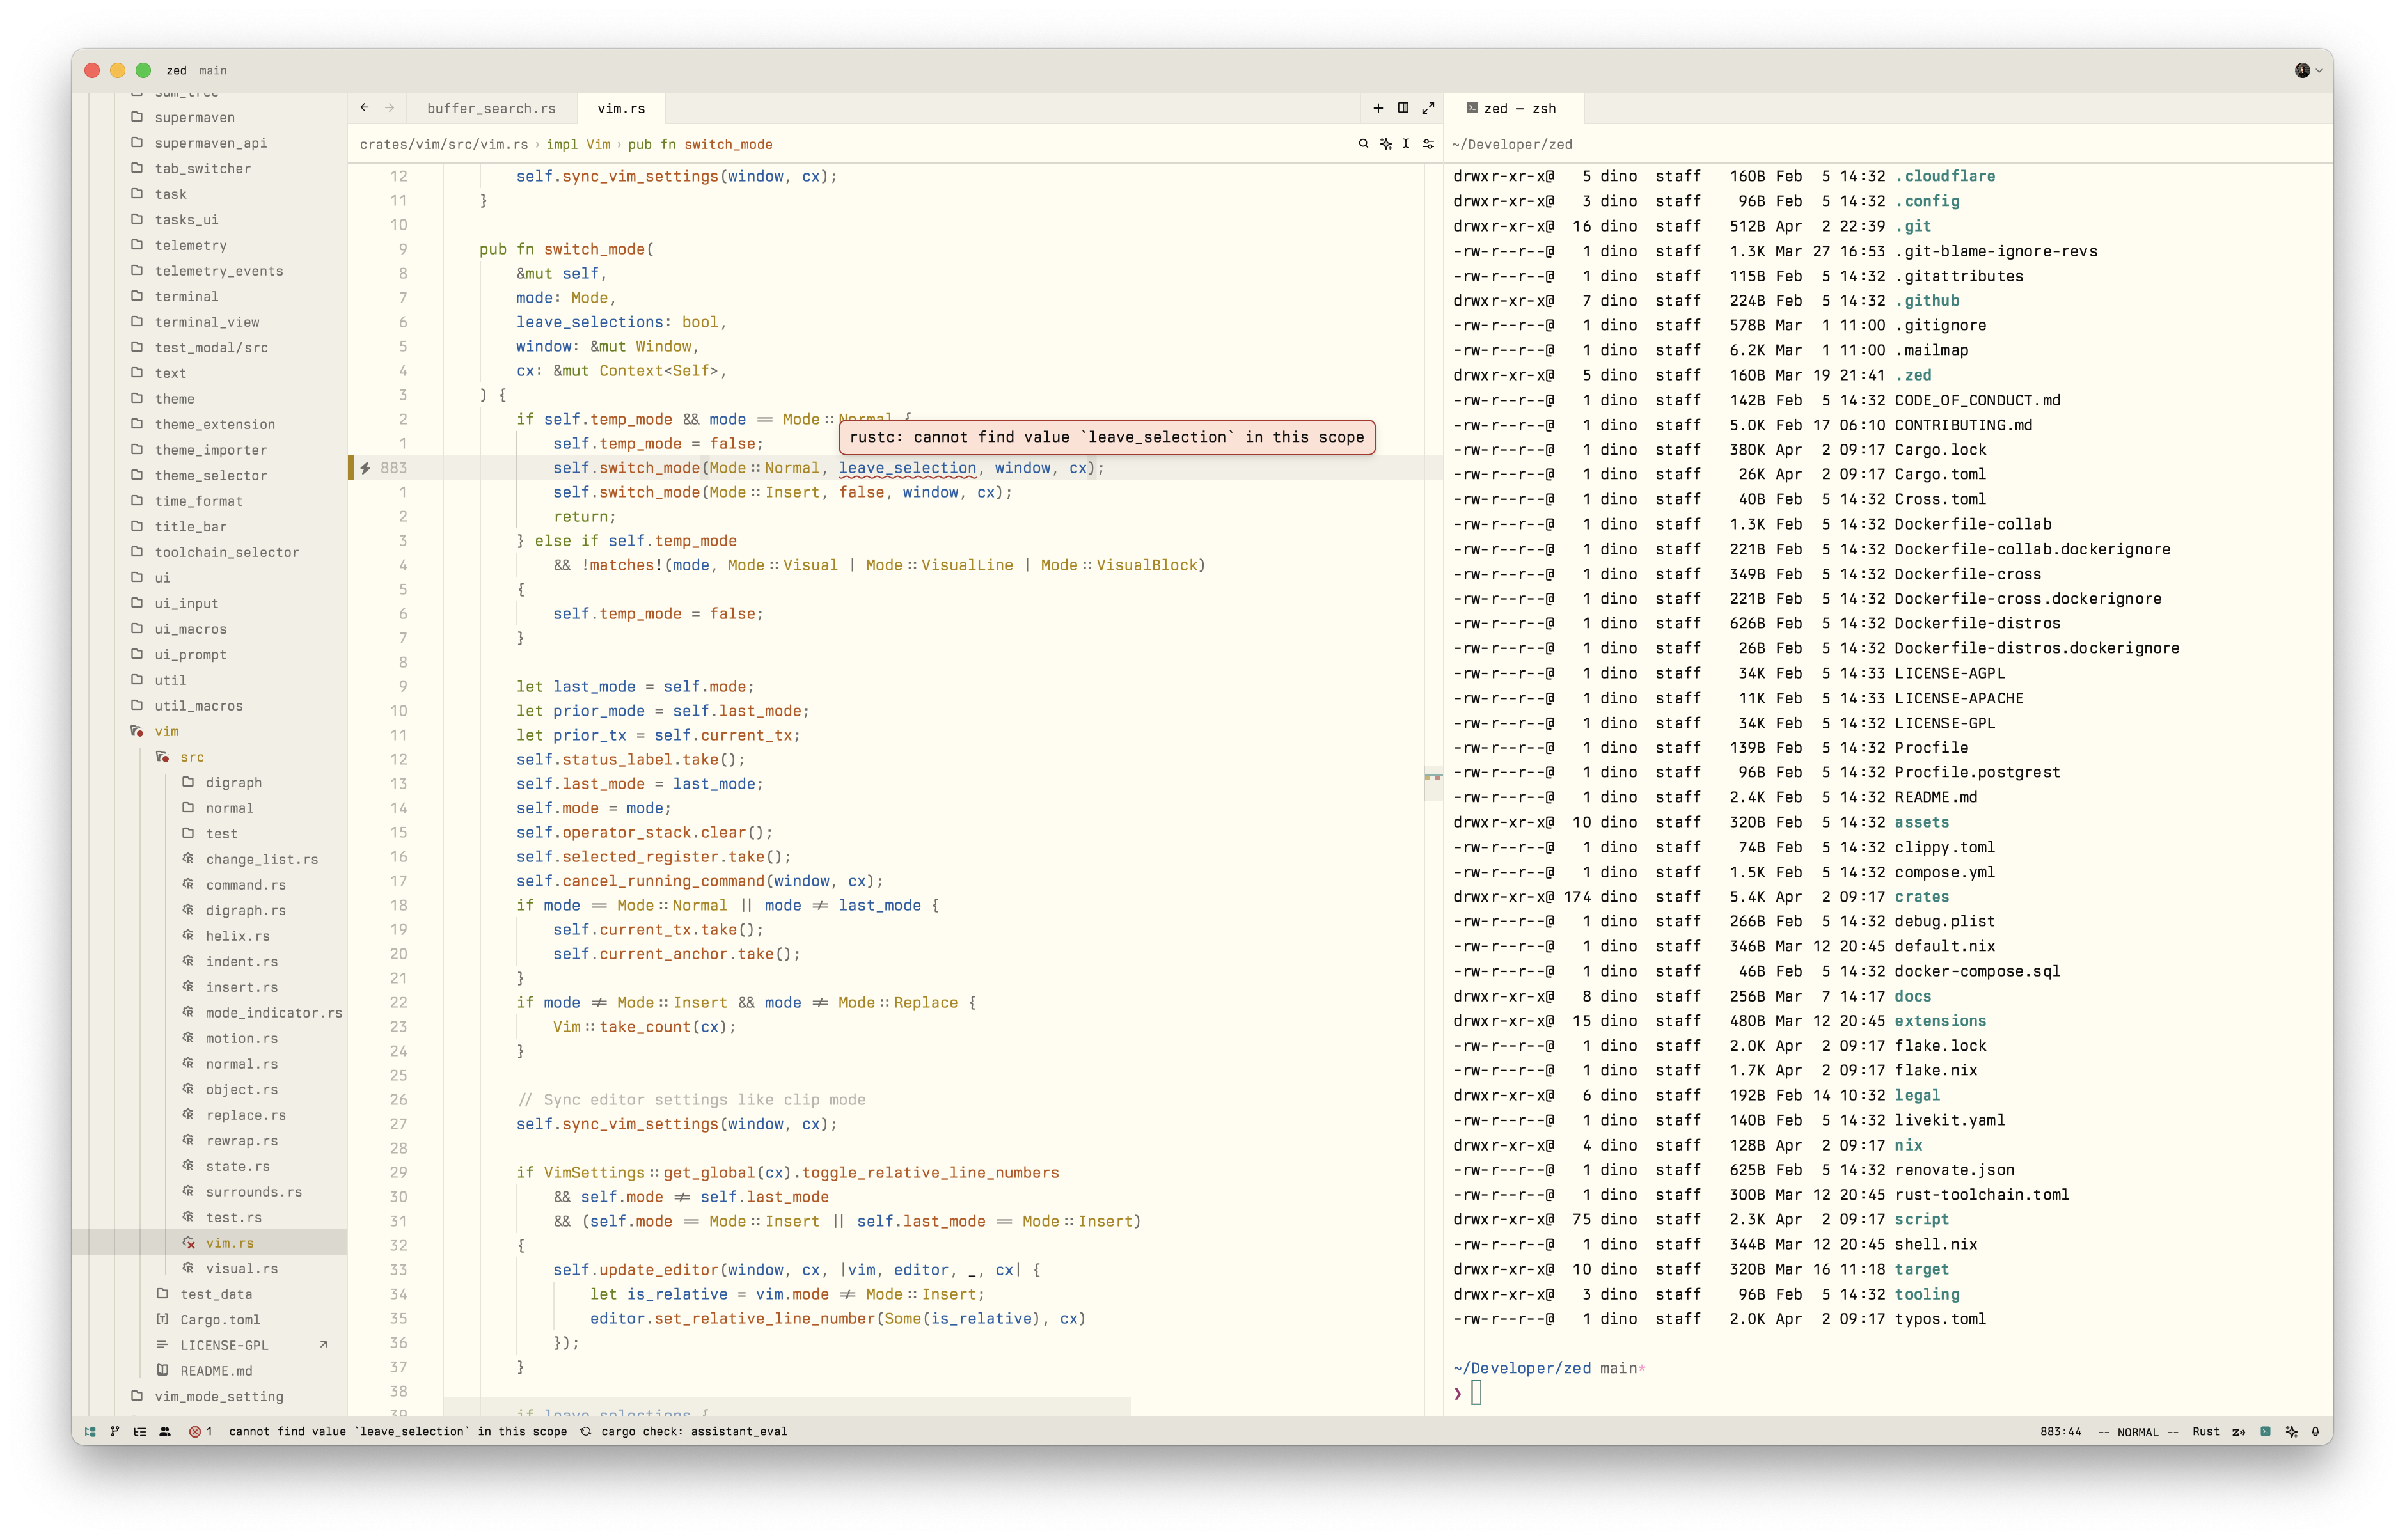 zed main
supermaven
supermaven_api
tab_switcher
task
tasks_ui
telemetry
telemetry_events
terminal
terminal_view
test_modal/src
text
theme
theme_extension
theme_importer
theme_selector
time_format
title_bar
toolchain_selector
ui
ui_input
ui_macros
ui_prompt
util
util_macros
vim
src
digraph
normal
test
change_list.rs
command.rs
digraph.rs
helix.rs
indent.rs
insert.rs
mode_indicator.rs
motion.rs
normal.rs
object.rs
replace.rs
rewrap.rs
state.rs
surrounds.rs
test.rs
vim.rs
visual.rs
test_data
Cargo.toml
LICENSE-GPL
README.md
vim_mode_setting
buffer_search.rs vim.rs
crates/vim/src/vim.rs › impl Vim › pub fn switch_mode
12 self.sync_vim_settings(window, cx);
11 }
10
9 pub fn switch_mode(
8 &mut self,
7 mode: Mode,
6 leave_selections: bool,
5 window: &mut Window,
4 cx: &mut Context<Self>,
3 ) {
2 if self.temp_mode && mode == Mode::Normal {
rustc: cannot find value `leave_selection` in this scope
1 self.temp_mode = false;
883 self.switch_mode(Mode::Normal, leave_selection, window, cx);
1 self.switch_mode(Mode::Insert, false, window, cx);
2 return;
3 } else if self.temp_mode
4 && !matches!(mode, Mode::Visual | Mode::VisualLine | Mode::VisualBlock)
5 {
6 self.temp_mode = false;
7 }
8
9 let last_mode = self.mode;
10 let prior_mode = self.last_mode;
11 let prior_tx = self.current_tx;
12 self.status_label.take();
13 self.last_mode = last_mode;
14 self.mode = mode;
15 self.operator_stack.clear();
16 self.selected_register.take();
17 self.cancel_running_command(window, cx);
18 if mode == Mode::Normal || mode != last_mode {
19 self.current_tx.take();
20 self.current_anchor.take();
21 }
22 if mode != Mode::Insert && mode != Mode::Replace {
23 Vim::take_count(cx);
24 }
25
26 // Sync editor settings like clip mode
27 self.sync_vim_settings(window, cx);
28
29 if VimSettings::get_global(cx).toggle_relative_line_numbers
30 && self.mode != self.last_mode
31 && (self.mode == Mode::Insert || self.last_mode == Mode::Insert)
32 {
33 self.update_editor(window, cx, |vim, editor, _, cx| {
34 let is_relative = vim.mode != Mode::Insert;
35 editor.set_relative_line_number(Some(is_relative), cx)
36 });
37 }
38
39 if leave_selections {
zed — zsh
~/Developer/zed
drwxr-xr-x@ 5 dino staff 160B Feb 5 14:32 .cloudflare
drwxr-xr-x@ 3 dino staff 96B Feb 5 14:32 .config
drwxr-xr-x@ 16 dino staff 512B Apr 2 22:39 .git
-rw-r--r--@ 1 dino staff 1.3K Mar 27 16:53 .git-blame-ignore-revs
-rw-r--r--@ 1 dino staff 115B Feb 5 14:32 .gitattributes
drwxr-xr-x@ 7 dino staff 224B Feb 5 14:32 .github
-rw-r--r--@ 1 dino staff 578B Mar 1 11:00 .gitignore
-rw-r--r--@ 1 dino staff 6.2K Mar 1 11:00 .mailmap
drwxr-xr-x@ 5 dino staff 160B Mar 19 21:41 .zed
-rw-r--r--@ 1 dino staff 142B Feb 5 14:32 CODE_OF_CONDUCT.md
-rw-r--r--@ 1 dino staff 5.0K Feb 17 06:10 CONTRIBUTING.md
-rw-r--r--@ 1 dino staff 380K Apr 2 09:17 Cargo.lock
-rw-r--r--@ 1 dino staff 26K Apr 2 09:17 Cargo.toml
-rw-r--r--@ 1 dino staff 40B Feb 5 14:32 Cross.toml
-rw-r--r--@ 1 dino staff 1.3K Feb 5 14:32 Dockerfile-collab
-rw-r--r--@ 1 dino staff 221B Feb 5 14:32 Dockerfile-collab.dockerignore
-rw-r--r--@ 1 dino staff 349B Feb 5 14:32 Dockerfile-cross
-rw-r--r--@ 1 dino staff 221B Feb 5 14:32 Dockerfile-cross.dockerignore
-rw-r--r--@ 1 dino staff 626B Feb 5 14:32 Dockerfile-distros
-rw-r--r--@ 1 dino staff 26B Feb 5 14:32 Dockerfile-distros.dockerignore
-rw-r--r--@ 1 dino staff 34K Feb 5 14:33 LICENSE-AGPL
-rw-r--r--@ 1 dino staff 11K Feb 5 14:33 LICENSE-APACHE
-rw-r--r--@ 1 dino staff 34K Feb 5 14:32 LICENSE-GPL
-rw-r--r--@ 1 dino staff 139B Feb 5 14:32 Procfile
-rw-r--r--@ 1 dino staff 96B Feb 5 14:32 Procfile.postgrest
-rw-r--r--@ 1 dino staff 2.4K Feb 5 14:32 README.md
drwxr-xr-x@ 10 dino staff 320B Feb 5 14:32 assets
-rw-r--r--@ 1 dino staff 74B Feb 5 14:32 clippy.toml
-rw-r--r--@ 1 dino staff 1.5K Feb 5 14:32 compose.yml
drwxr-xr-x@ 174 dino staff 5.4K Apr 2 09:17 crates
-rw-r--r--@ 1 dino staff 266B Feb 5 14:32 debug.plist
-rw-r--r--@ 1 dino staff 346B Mar 12 20:45 default.nix
-rw-r--r--@ 1 dino staff 46B Feb 5 14:32 docker-compose.sql
drwxr-xr-x@ 8 dino staff 256B Mar 7 14:17 docs
drwxr-xr-x@ 15 dino staff 480B Mar 12 20:45 extensions
-rw-r--r--@ 1 dino staff 2.0K Apr 2 09:17 flake.lock
-rw-r--r--@ 1 dino staff 1.7K Apr 2 09:17 flake.nix
drwxr-xr-x@ 6 dino staff 192B Feb 14 10:32 legal
-rw-r--r--@ 1 dino staff 140B Feb 5 14:32 livekit.yaml
drwxr-xr-x@ 4 dino staff 128B Apr 2 09:17 nix
-rw-r--r--@ 1 dino staff 625B Feb 5 14:32 renovate.json
-rw-r--r--@ 1 dino staff 300B Mar 12 20:45 rust-toolchain.toml
drwxr-xr-x@ 75 dino staff 2.3K Apr 2 09:17 script
-rw-r--r--@ 1 dino staff 344B Mar 12 20:45 shell.nix
drwxr-xr-x@ 10 dino staff 320B Mar 16 11:18 target
drwxr-xr-x@ 3 dino staff 96B Feb 5 14:32 tooling
-rw-r--r--@ 1 dino staff 2.0K Apr 2 09:17 typos.toml
~/Developer/zed main*
❯
1 cannot find value `leave_selection` in this scope cargo check: assistant_eval
883:44 -- NORMAL -- Rust